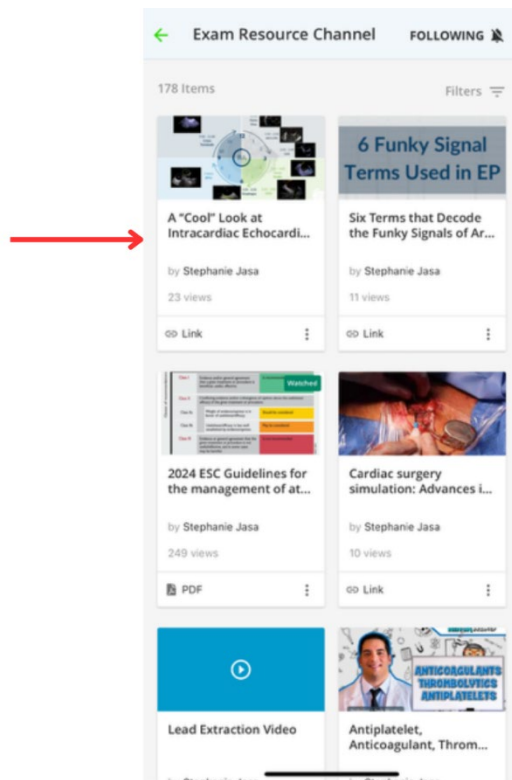 Exam Resource Channel
FOLLOWING
178 Items
Filters
A "Cool" Look at
Intracardiac Echocardi...
by Stephanie Jasa
23 views
Link
6 Funky Signal
Terms Used in EP
Six Terms that Decode
the Funky Signals of Ar...
by Stephanie Jasa
11 views
Link
Watched
2024 ESC Guidelines for
the management of at...
by Stephanie Jasa
249 views
PDF
Cardiac surgery
simulation: Advances i...
by Stephanie Jasa
10 views
Link
Lead Extraction Video
ANTICOAGULANTS
THROMBOLYTICS
ANTIPLATELETS
Antiplatelet,
Anticoagulant, Throm...